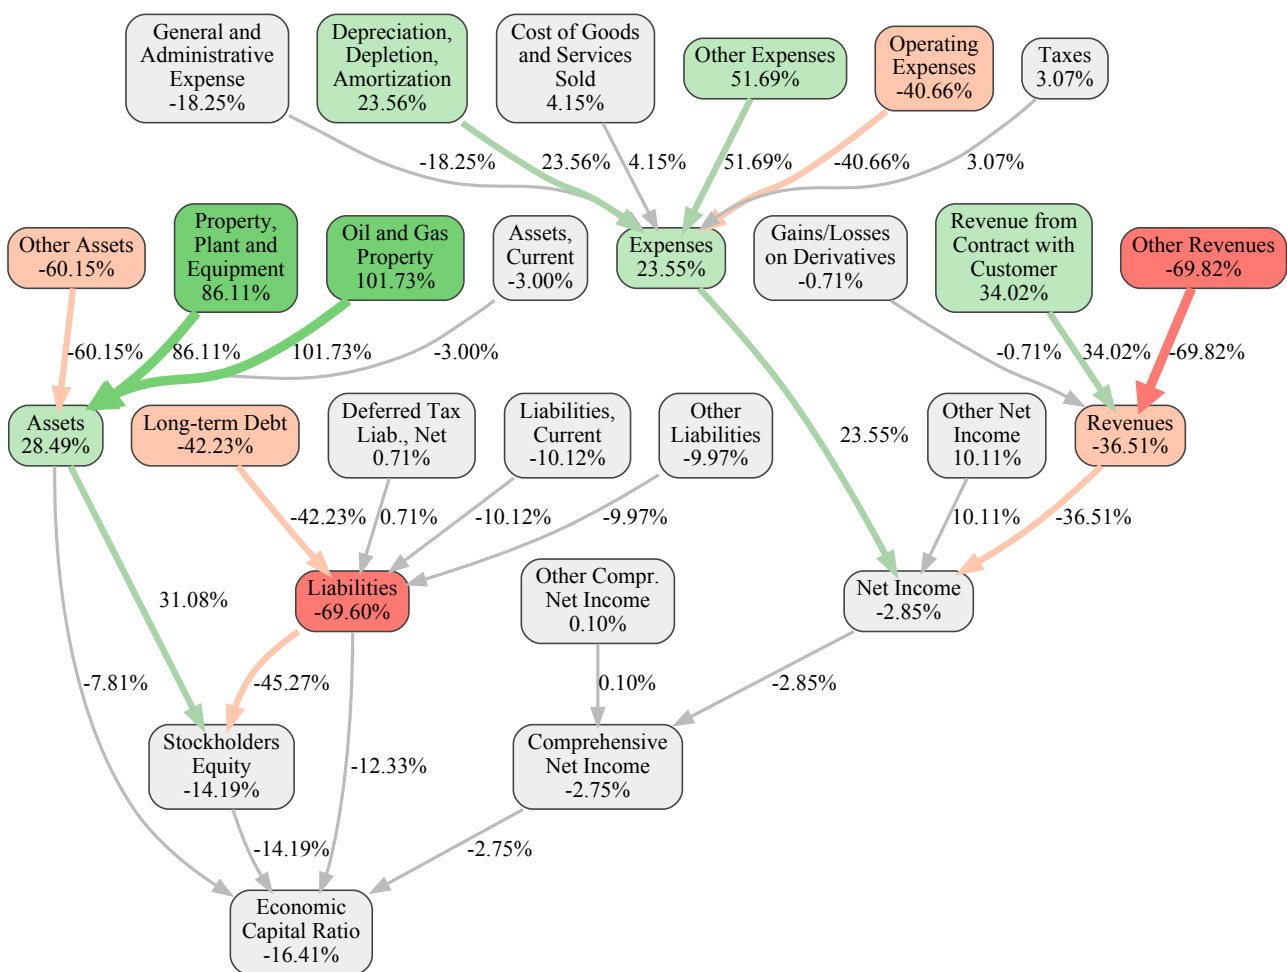 General and
Administrative
Expense
-18.25%
Depreciation,
Depletion,
Amortization
23.56%
Cost of Goods
and Services
Sold
4.15%
Other Expenses
51.69%
Operating
Expenses
-40.66%
Taxes
3.07%
-18.25%
23.56%
4.15%
51.69%
-40.66%
3.07%
Other Assets
-60.15%
Property,
Plant and
Equipment
86.11%
Oil and Gas
Property
101.73%
Assets,
Current
-3.00%
Expenses
23.55%
Gains/Losses
on Derivatives
-0.71%
Revenue from
Contract with
Customer
34.02%
Other Revenues
-69.82%
-60.15%
86.11%
101.73%
-3.00%
-0.71%
34.02%
-69.82%
Assets
28.49%
Long-term Debt
-42.23%
Deferred Tax
Liab., Net
0.71%
Liabilities,
Current
-10.12%
Other
Liabilities
-9.97%
23.55%
Other Net
Income
10.11%
Revenues
-36.51%
-42.23%
0.71%
-10.12%
-9.97%
10.11%
-36.51%
31.08%
Liabilities
-69.60%
Other Compr.
Net Income
0.10%
Net Income
-2.85%
-7.81%
-45.27%
0.10%
-2.85%
Stockholders
Equity
-14.19%
-12.33%
Comprehensive
Net Income
-2.75%
-14.19%
-2.75%
Economic
Capital Ratio
-16.41%